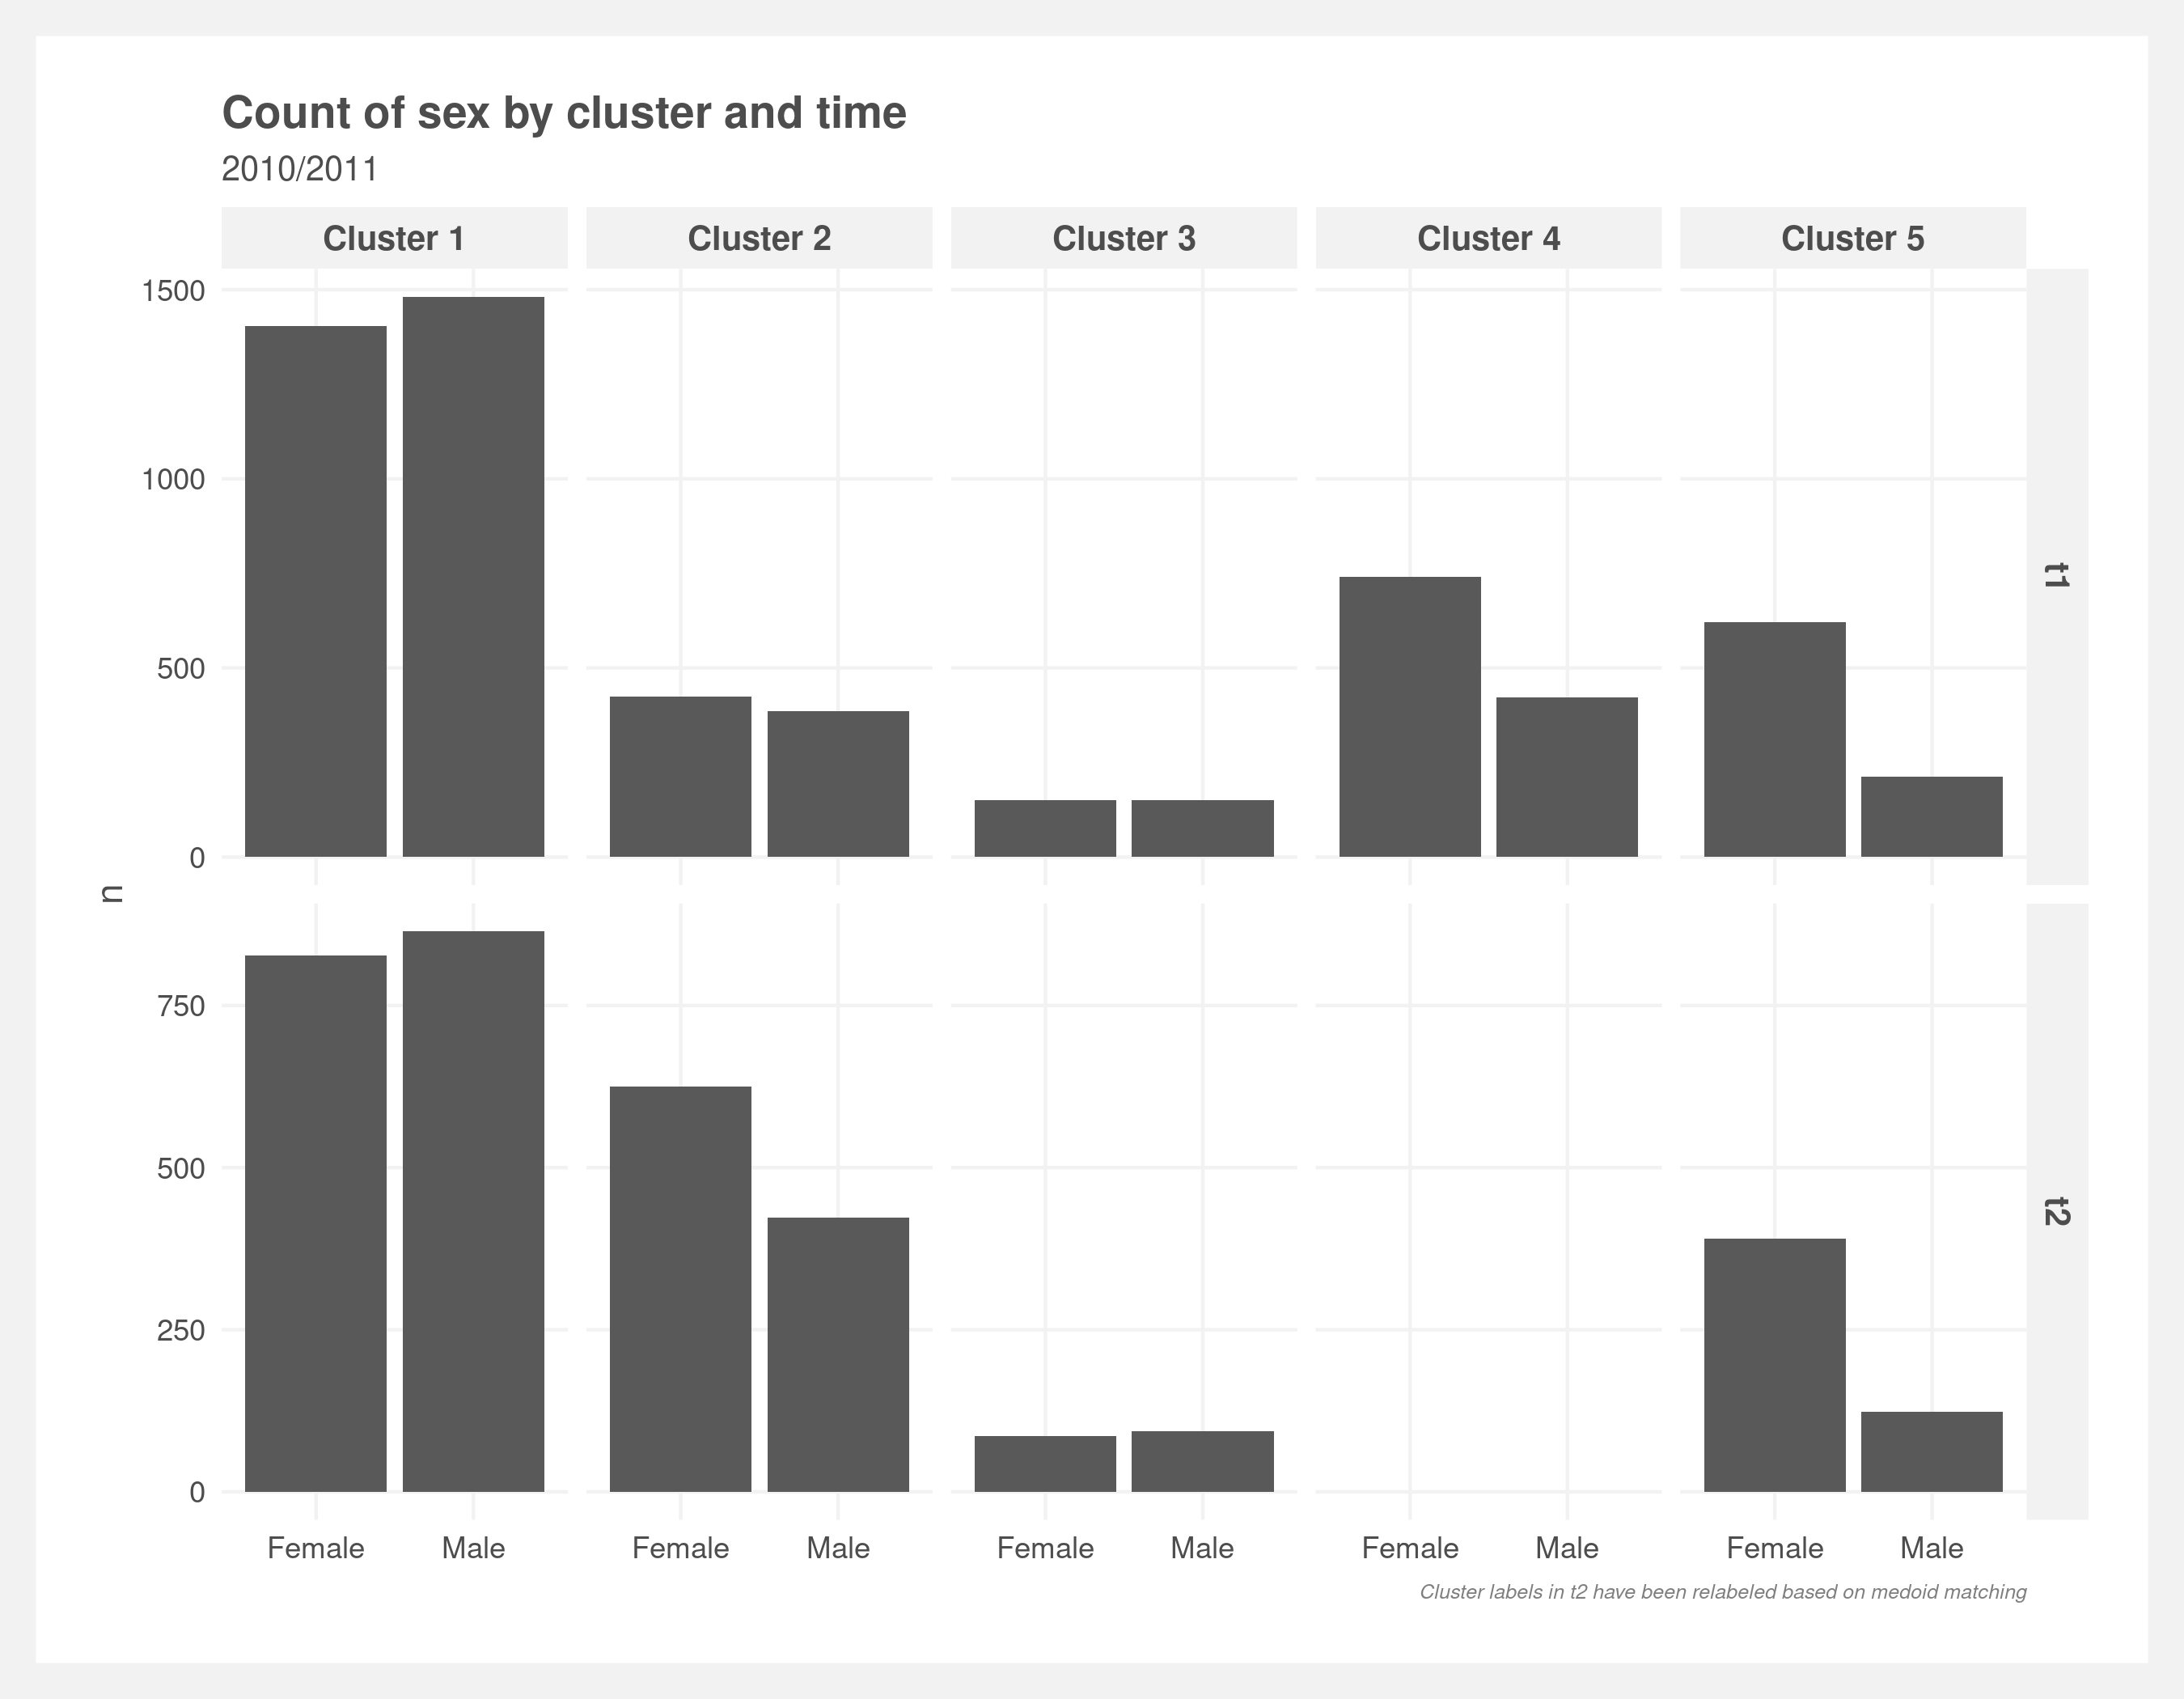 Count of sex by cluster and time
2010/2011
Cluster 1 Cluster 2 Cluster 3 Cluster 4 Cluster 5
1500
1000
500
0
t1
n
750
500
250
0
t2
Female Male Female Male Female Male Female Male Female Male
Cluster labels in t2 have been relabeled based on medoid matching